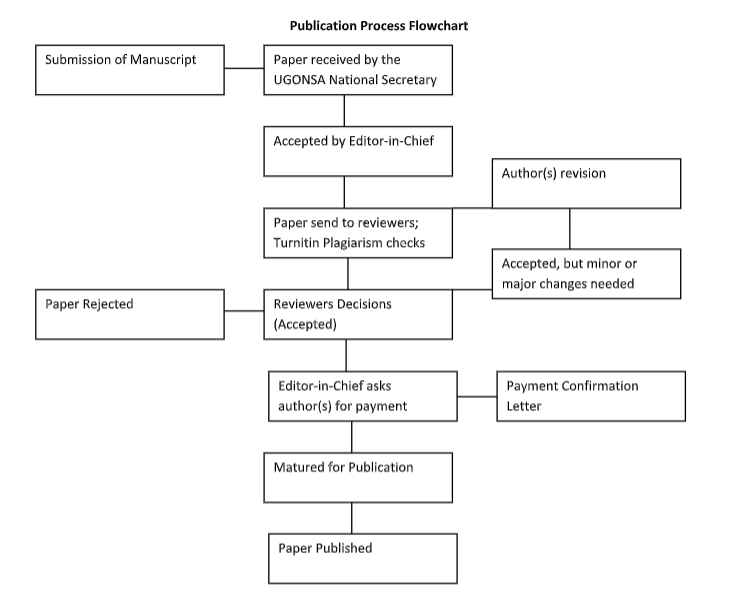 Publication Process Flowchart
Submission of Manuscript
Paper received by the
UGONSA National Secretary
Accepted by Editor-in-Chief
Author(s) revision
Paper send to reviewers;
Turnitin Plagiarism checks
Accepted, but minor or
major changes needed
Paper Rejected
Reviewers Decisions
(Accepted)
Editor-in-Chief asks
author(s) for payment
Payment Confirmation
Letter
Matured for Publication
Paper Published